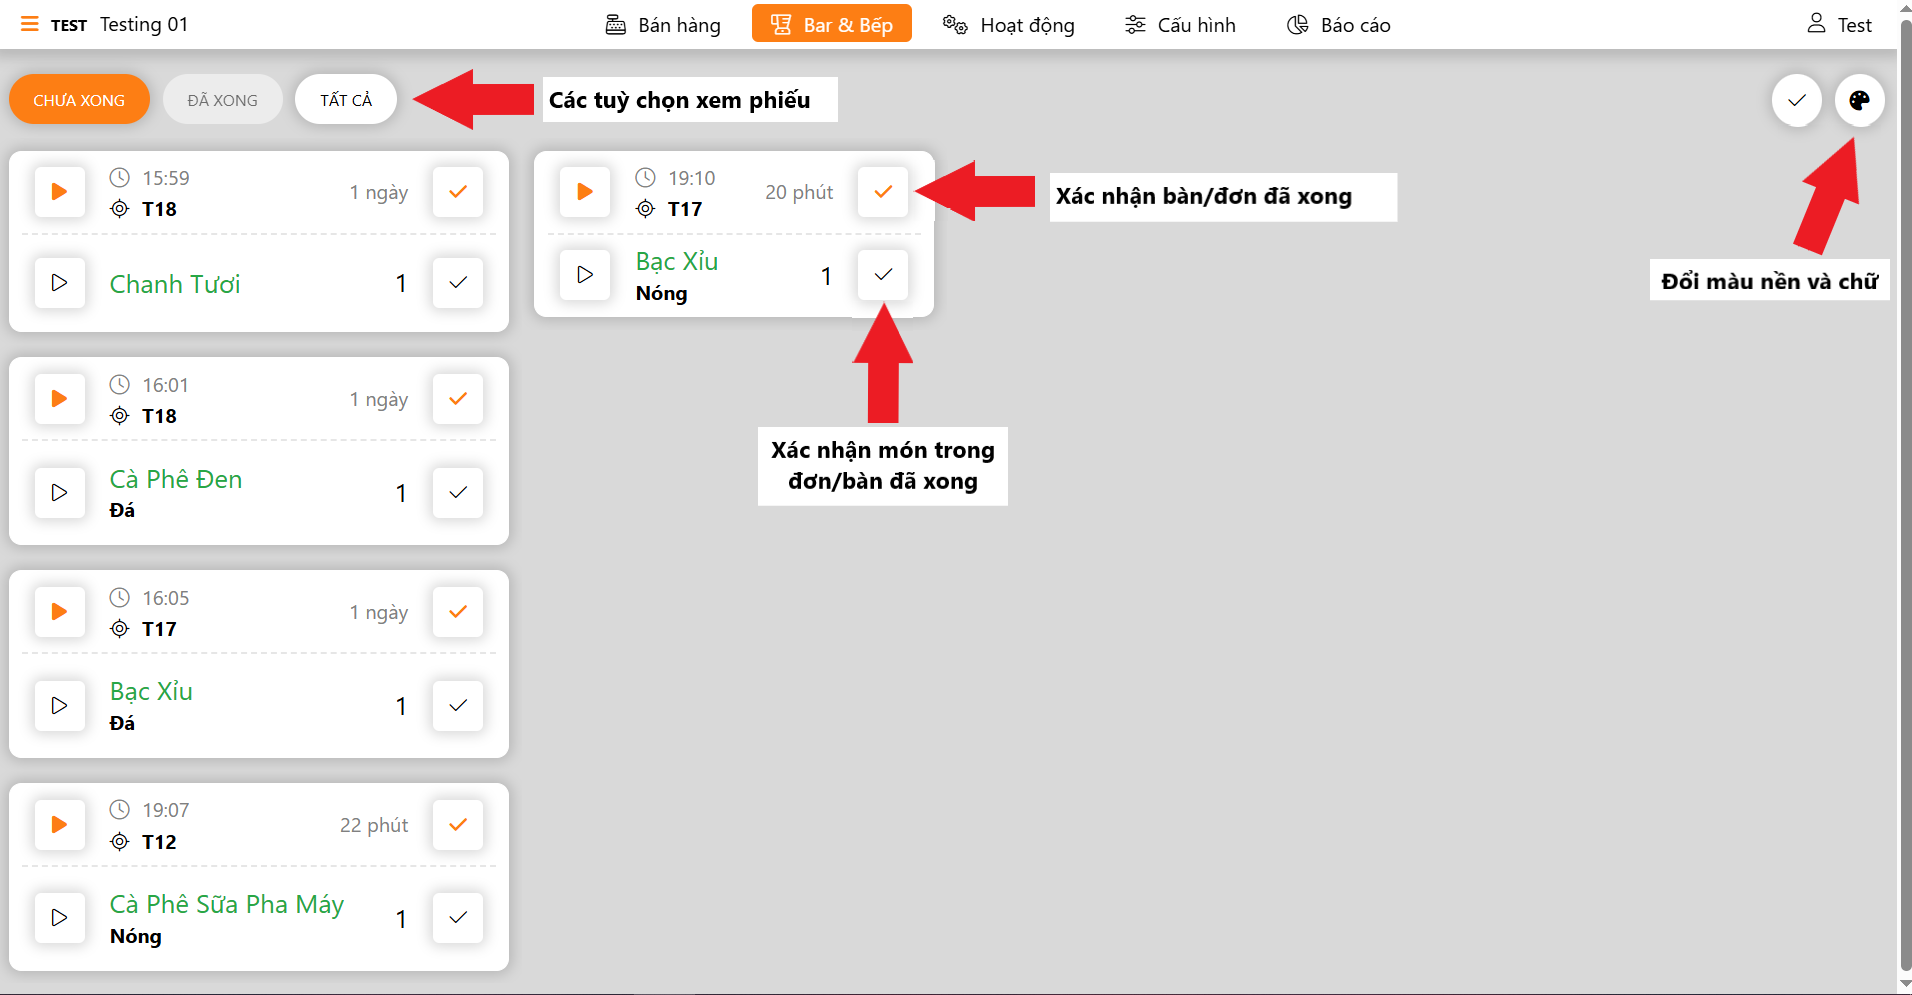 TEST Testing 01
Bán hàng
Bar & Bếp
Hoạt động
Cấu hình
Báo cáo
Test
CHƯA XONG
ĐÃ XONG
TẤT CẢ
Các tuỳ chọn xem phiếu
15:59
T18
1 ngày
Chanh Tươi
1
16:01
T18
1 ngày
Cà Phê Đen
Đá
1
16:05
T17
1 ngày
Bạc Xỉu
Đá
1
19:07
T12
22 phút
Cà Phê Sữa Pha Máy
Nóng
1
19:10
T17
20 phút
Bạc Xỉu
Nóng
1
Xác nhận bàn/đơn đã xong
Xác nhận món trong
đơn/bàn đã xong
Đổi màu nền và chữ